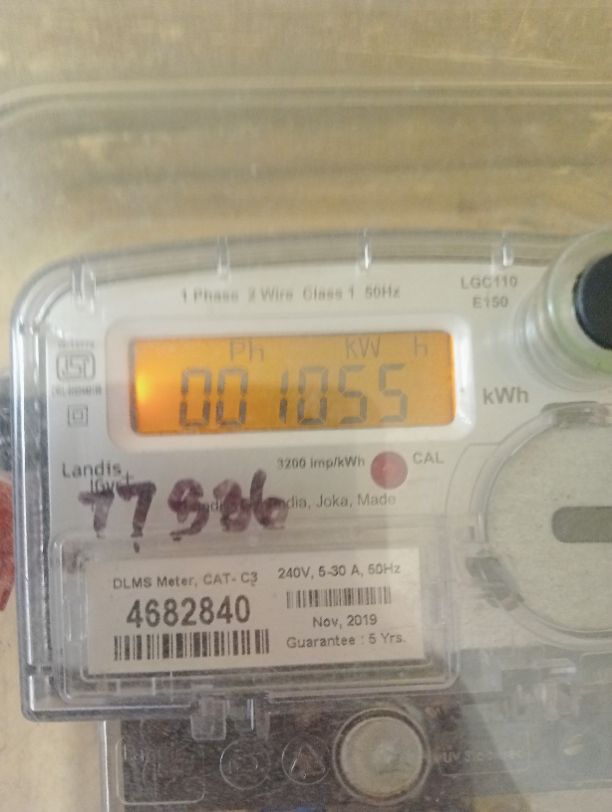 1 Phase 2 Wire Class 1 50Hz
LGC110
E150
Ph KW h
001055
kWh
Landis
Gyr+
3200 imp/kWh
CAL
dia, Joka, Made
DLMS Meter, CAT- C3
240V, 5-30 A, 50Hz
4682840
Nov, 2019
Guarantee : 5 Yrs.